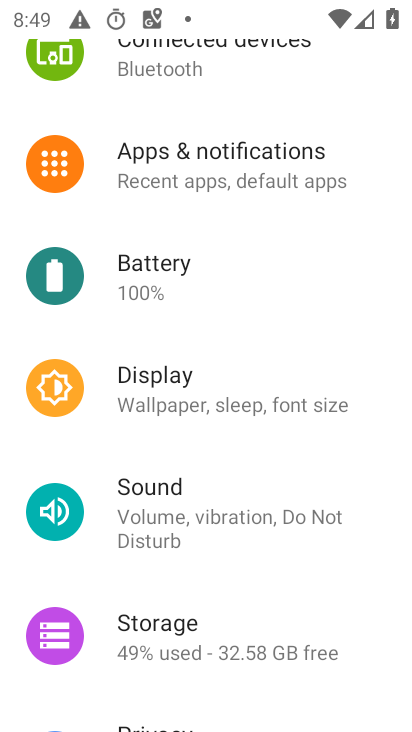 8:49
Connected devices
Bluetooth
Apps & notifications
Recent apps, default apps
Battery
100%
Display
Wallpaper, sleep, font size
Sound
Volume, vibration, Do Not
Disturb
Storage
49% used - 32.58 GB free
Privacy